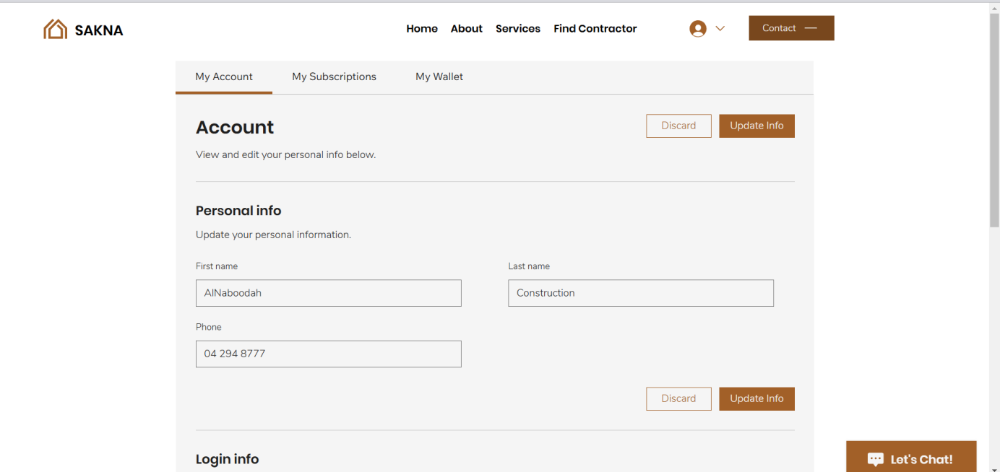 SAKNA
Home About Services Find Contractor
Contact
My Account My Subscriptions My Wallet
Account
Discard Update Info
View and edit your personal info below.
Personal info
Update your personal information.
First name Last name
AlNaboodah Construction
Phone
04 294 8777
Discard Update Info
Login info
Let's Chat!